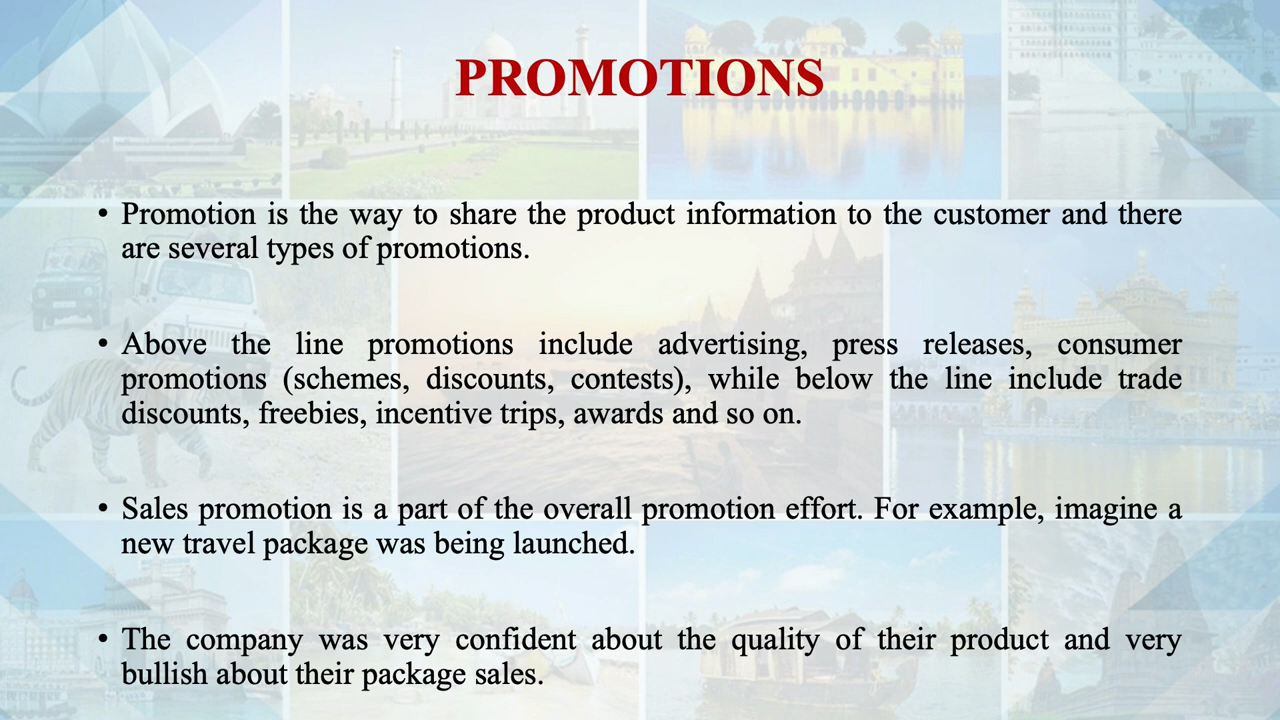 PROMOTIONS
• Promotion is the way to share the product information to the customer and there
are several types of promotions.
• Above the line promotions include advertising, press releases, consumer
promotions (schemes, discounts, contests), while below the line include trade
discounts, freebies, incentive trips, awards and so on.
• Sales promotion is a part of the overall promotion effort. For example, imagine a
new travel package was being launched.
• The company was very confident about the quality of their product and very
bullish about their package sales.